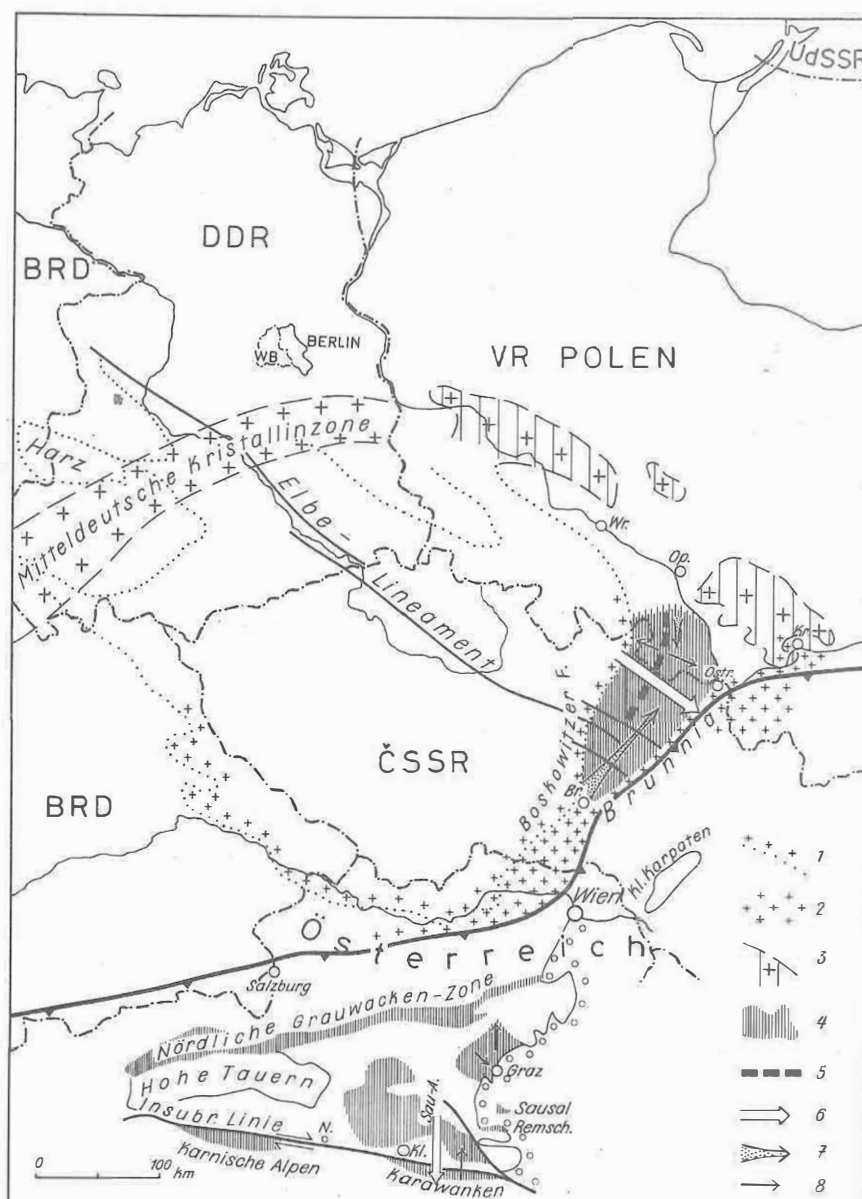 UdSSR
DDR
BRD
WB
BERLIN
VR POLEN
Harz
Mitteldeutsche Kristallinzone
Elbe-
Lineament
Wr.
Op.
Kr.
Ostr.
Boskowitzer F.
ČSSR
Br.
Brunnia
BRD
Kl. Karpaten
Wien
Österreich
Salzburg
Nördliche Grauwacken-Zone
Hohe Tauern
Graz
Sau-A.
Sausal
Remsch.
Insubr. Linie
N.
Kl.
Karnische Alpen
Karawanken
0 100
km
1
2
3
4
5
6
7
8